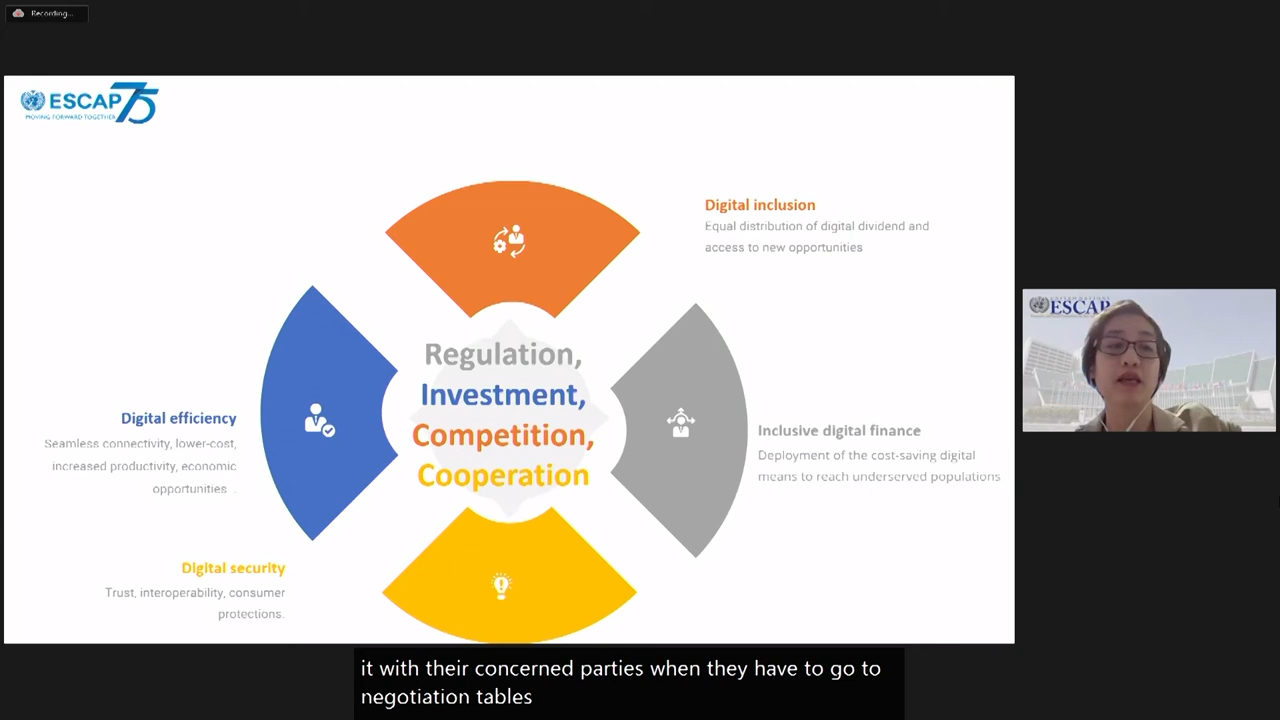 Recording...
ESCAP 75
MOVING FORWARD TOGETHER
Digital inclusion
Equal distribution of digital dividend and
access to new opportunities
Regulation,
Investment,
Competition,
Cooperation
Digital efficiency
Seamless connectivity, lower-cost,
increased productivity, economic
opportunities .
Inclusive digital finance
Deployment of the cost-saving digital
means to reach underserved populations
Digital security
Trust, interoperability, consumer
protections.
ESCAP
it with their concerned parties when they have to go to
negotiation tables